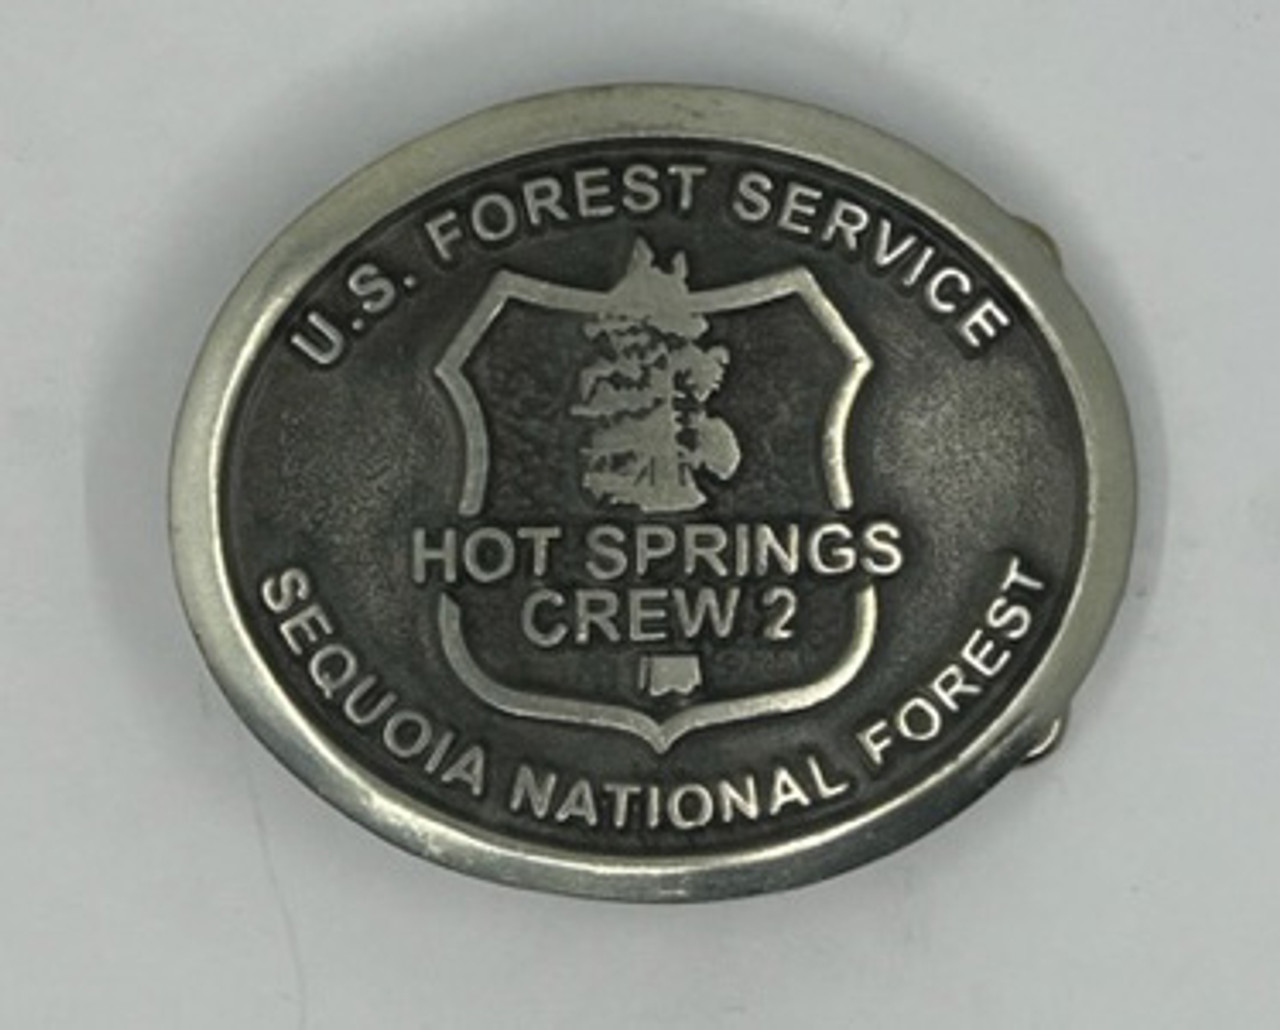 U.S. FOREST SERVICE
HOT SPRINGS
CREW 2
SEQUOIA NATIONAL FOREST